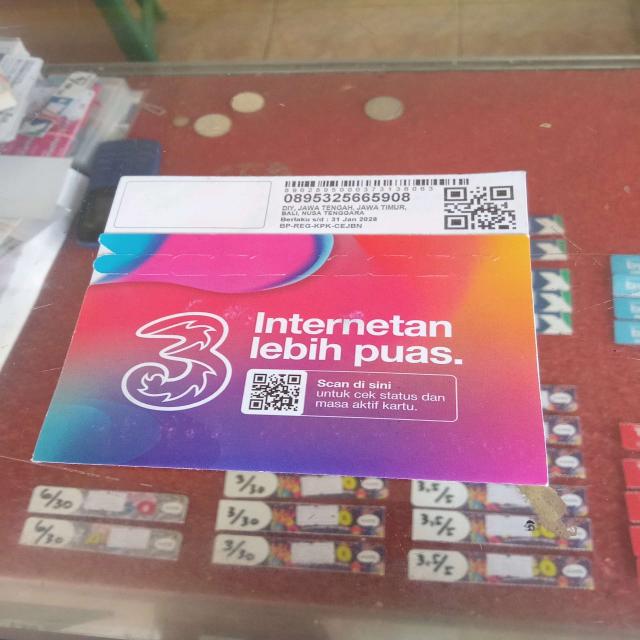 0895325665908
DIY, JAWA TENGAH, JAWA TIMUR,
BALI, NUSA TENGGARA
Berlaku s/d : 31 Jan 2028
BP-REG-KPK-CEJBN
3
Internetan
lebih puas.
Scan di sini
untuk cek status dan
masa aktif kartu.
6/30
6/30
3/30
3/30
3/30
3.5/5
3.5/5
3.5/5